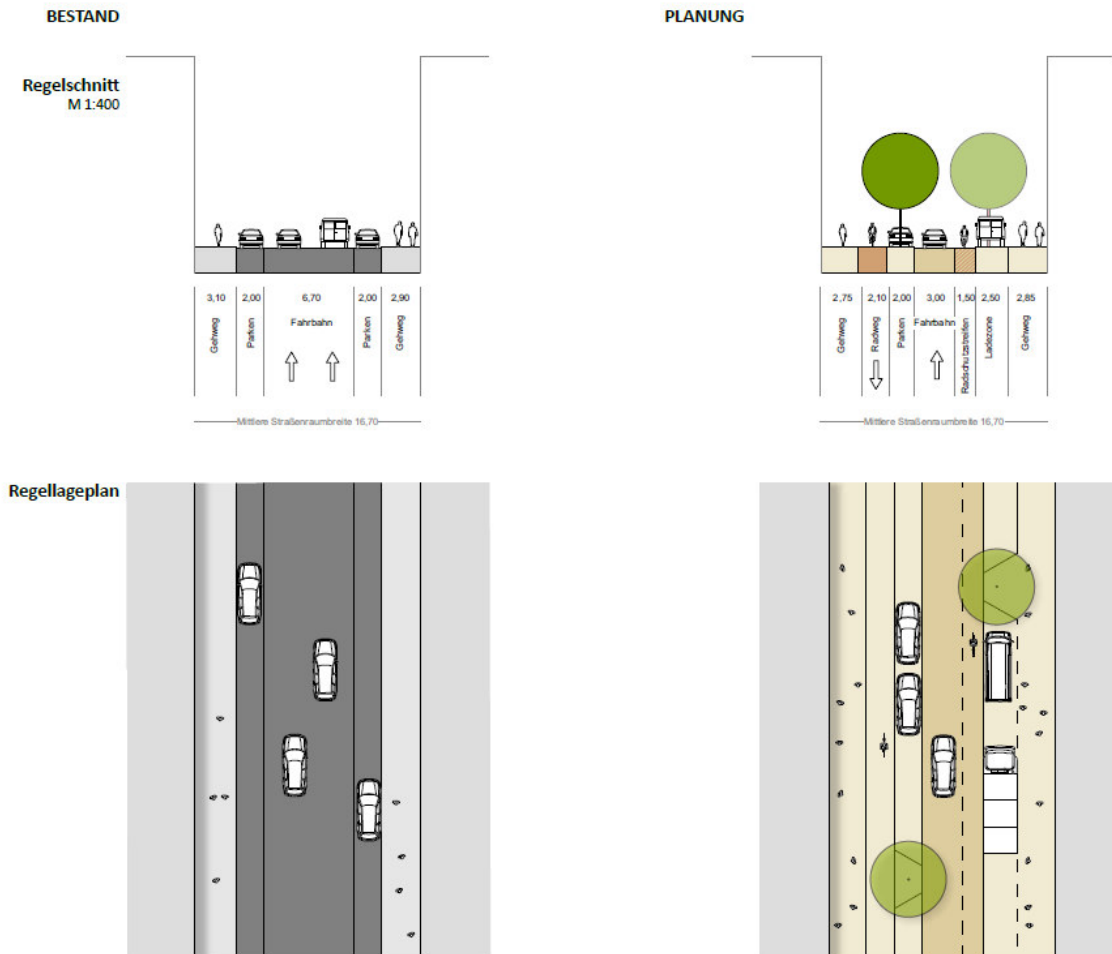 BESTAND
PLANUNG
Regelschnitt
M 1:400
3,10 2,00 6,70 2,00 2,90
Gehweg
Parken
Fahrbahn
Parken
Gehweg
Mittlere Straßenraumbreite 16,70
2,75 2,10 2,00 3,00 1,50 2,50 2,85
Gehweg
Radweg
Parken
Fahrbahn
Radschutzstreifen
Ladezone
Gehweg
Mittlere Straßenraumbreite 16,70
Regellageplan